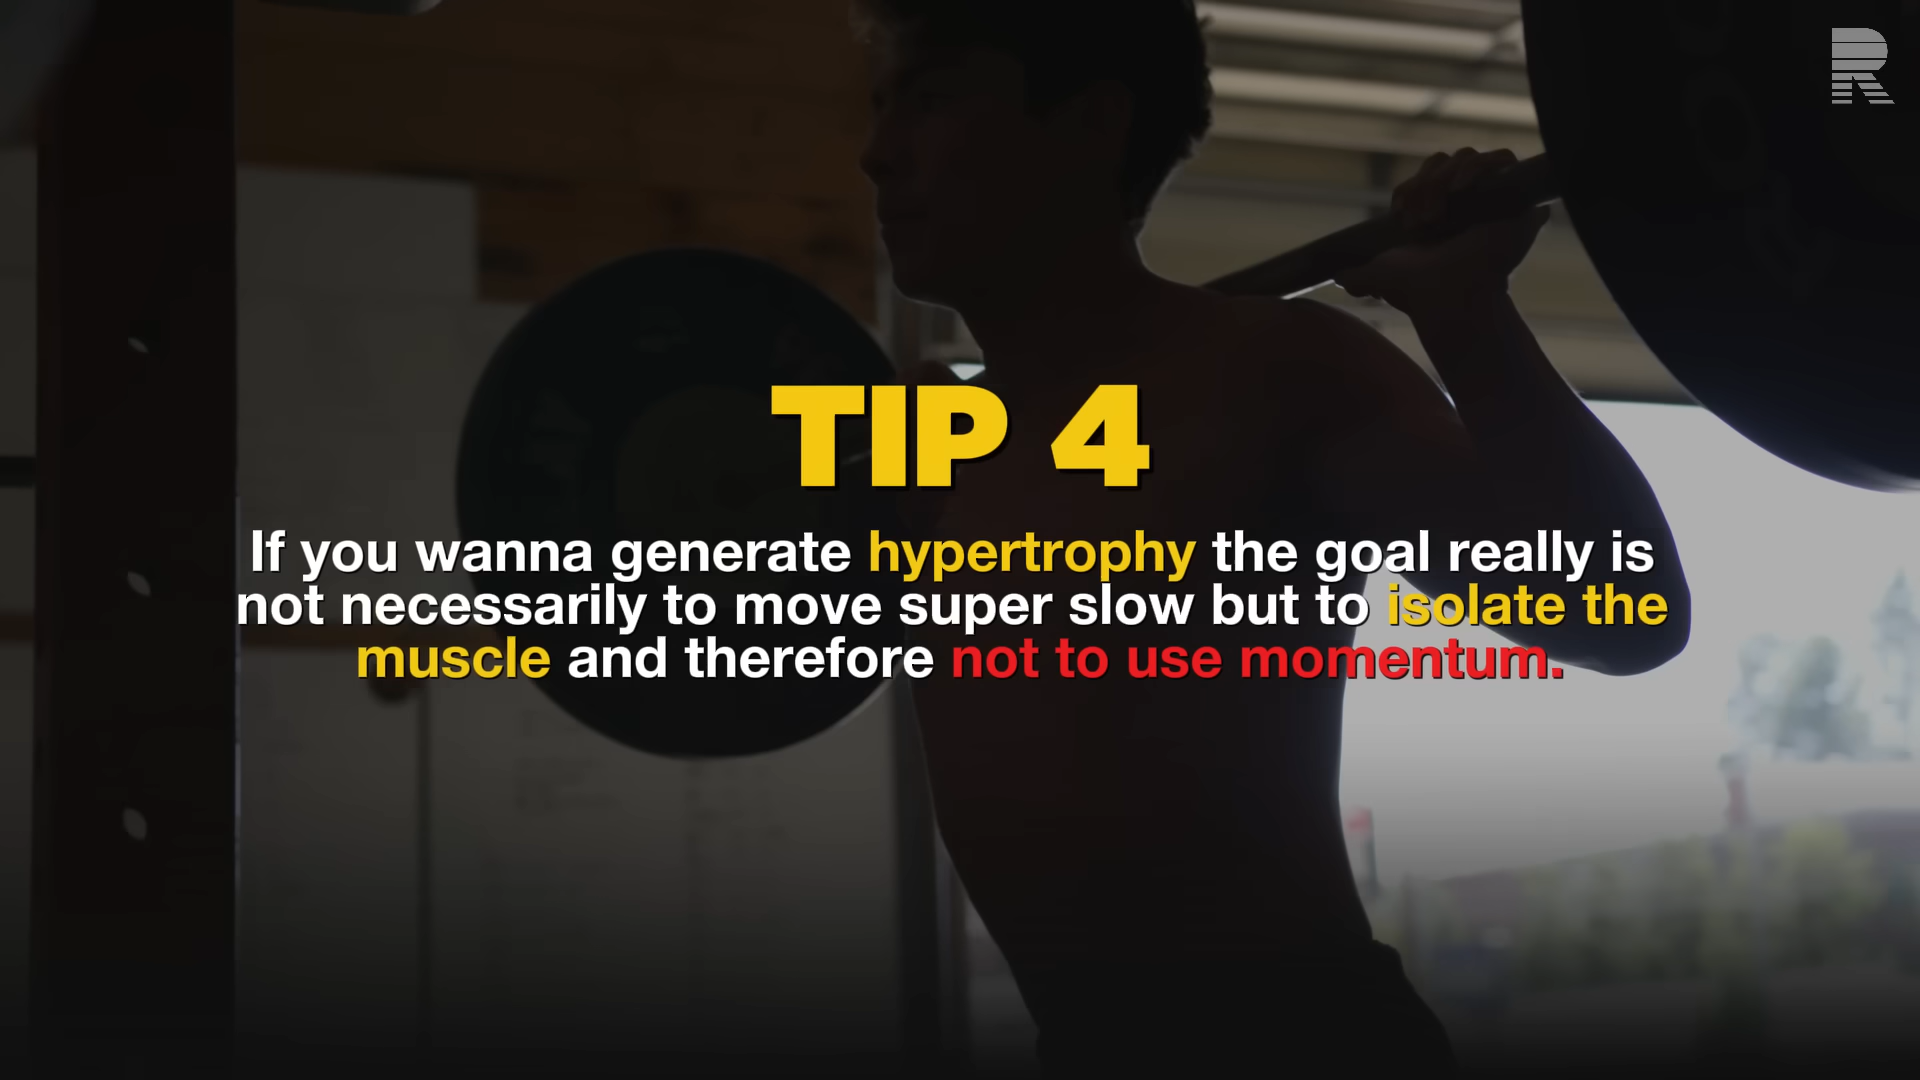 R
TIP 4
If you wanna generate hypertrophy the goal really is
not necessarily to move super slow but to isolate the
muscle and therefore not to use momentum.